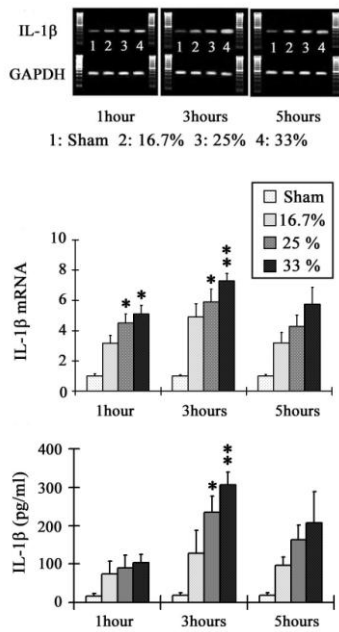 IL-1β
1 2 3 4 1 2 3 4 1 2 3 4
GAPDH
1hour 3hours 5hours
1: Sham 2: 16.7% 3: 25% 4: 33%
Sham
16.7%
25 %
33 %
IL-1β mRNA
10
8
6
4
2
0
* * * **
1hour 3hours 5hours
IL-1β (pg/ml)
400
300
200
100
0
* **
1hour 3hours 5hours